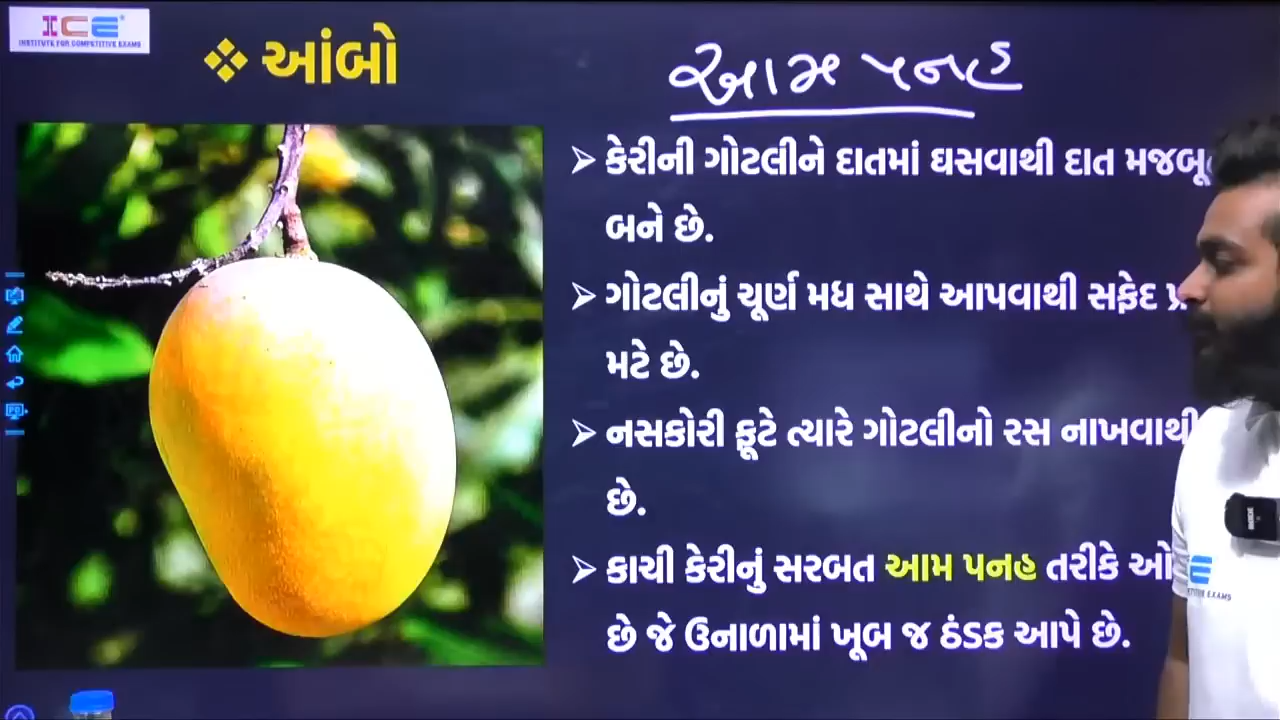 ICE
INSTITUTE FOR COMPETITIVE EXAMS
❖ આંબો
આમ પનહ
➢ કેરીની ગોટલીને દાતમાં ઘસવાથી દાત
બને છે.
➢ ગોટલીનું ચૂર્ણ મધ સાથે આપવાથી સફેદ
મટે છે.
➢ નસકોરી ફૂટે ત્યારે ગોટલીનો રસ નાખવાથી
છે.
➢ કાચી કેરીનું સરબત આમ પનહ તરીકે
છે જે ઉનાળામાં ખૂબ જ ઠંડક આપે છે.
EXAMS